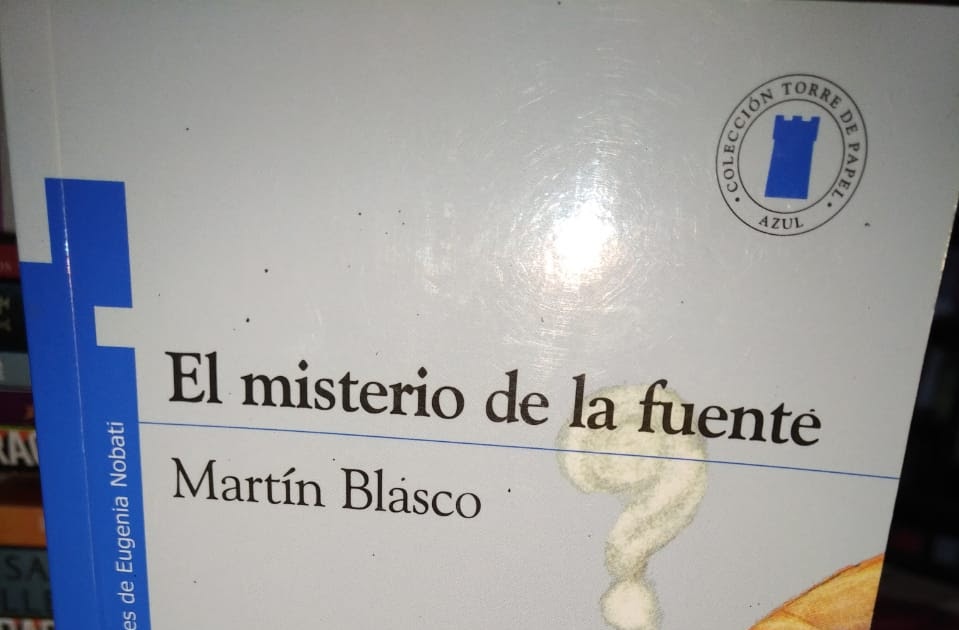 COLECCIÓN TORRE DE PAPEL
AZUL
El misterio de la fuente
Martín Blasco
es de Eugenia Nobati